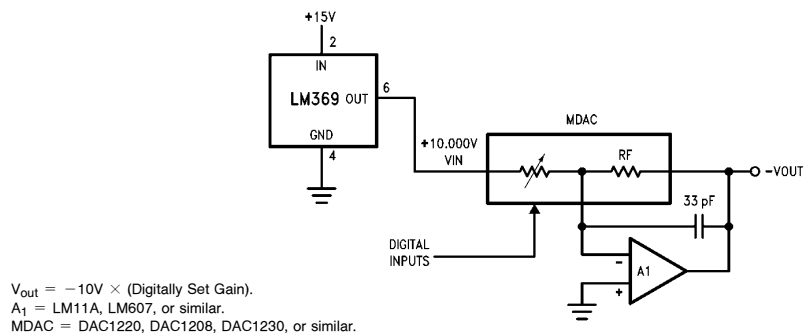 +15V
2
IN
LM369 OUT
6
GND
4
+10.000V
VIN
MDAC
RF
-VOUT
33 pF
DIGITAL
INPUTS
-
A1
+
Vout = −10V × (Digitally Set Gain).
A1 = LM11A, LM607, or similar.
MDAC = DAC1220, DAC1208, DAC1230, or similar.